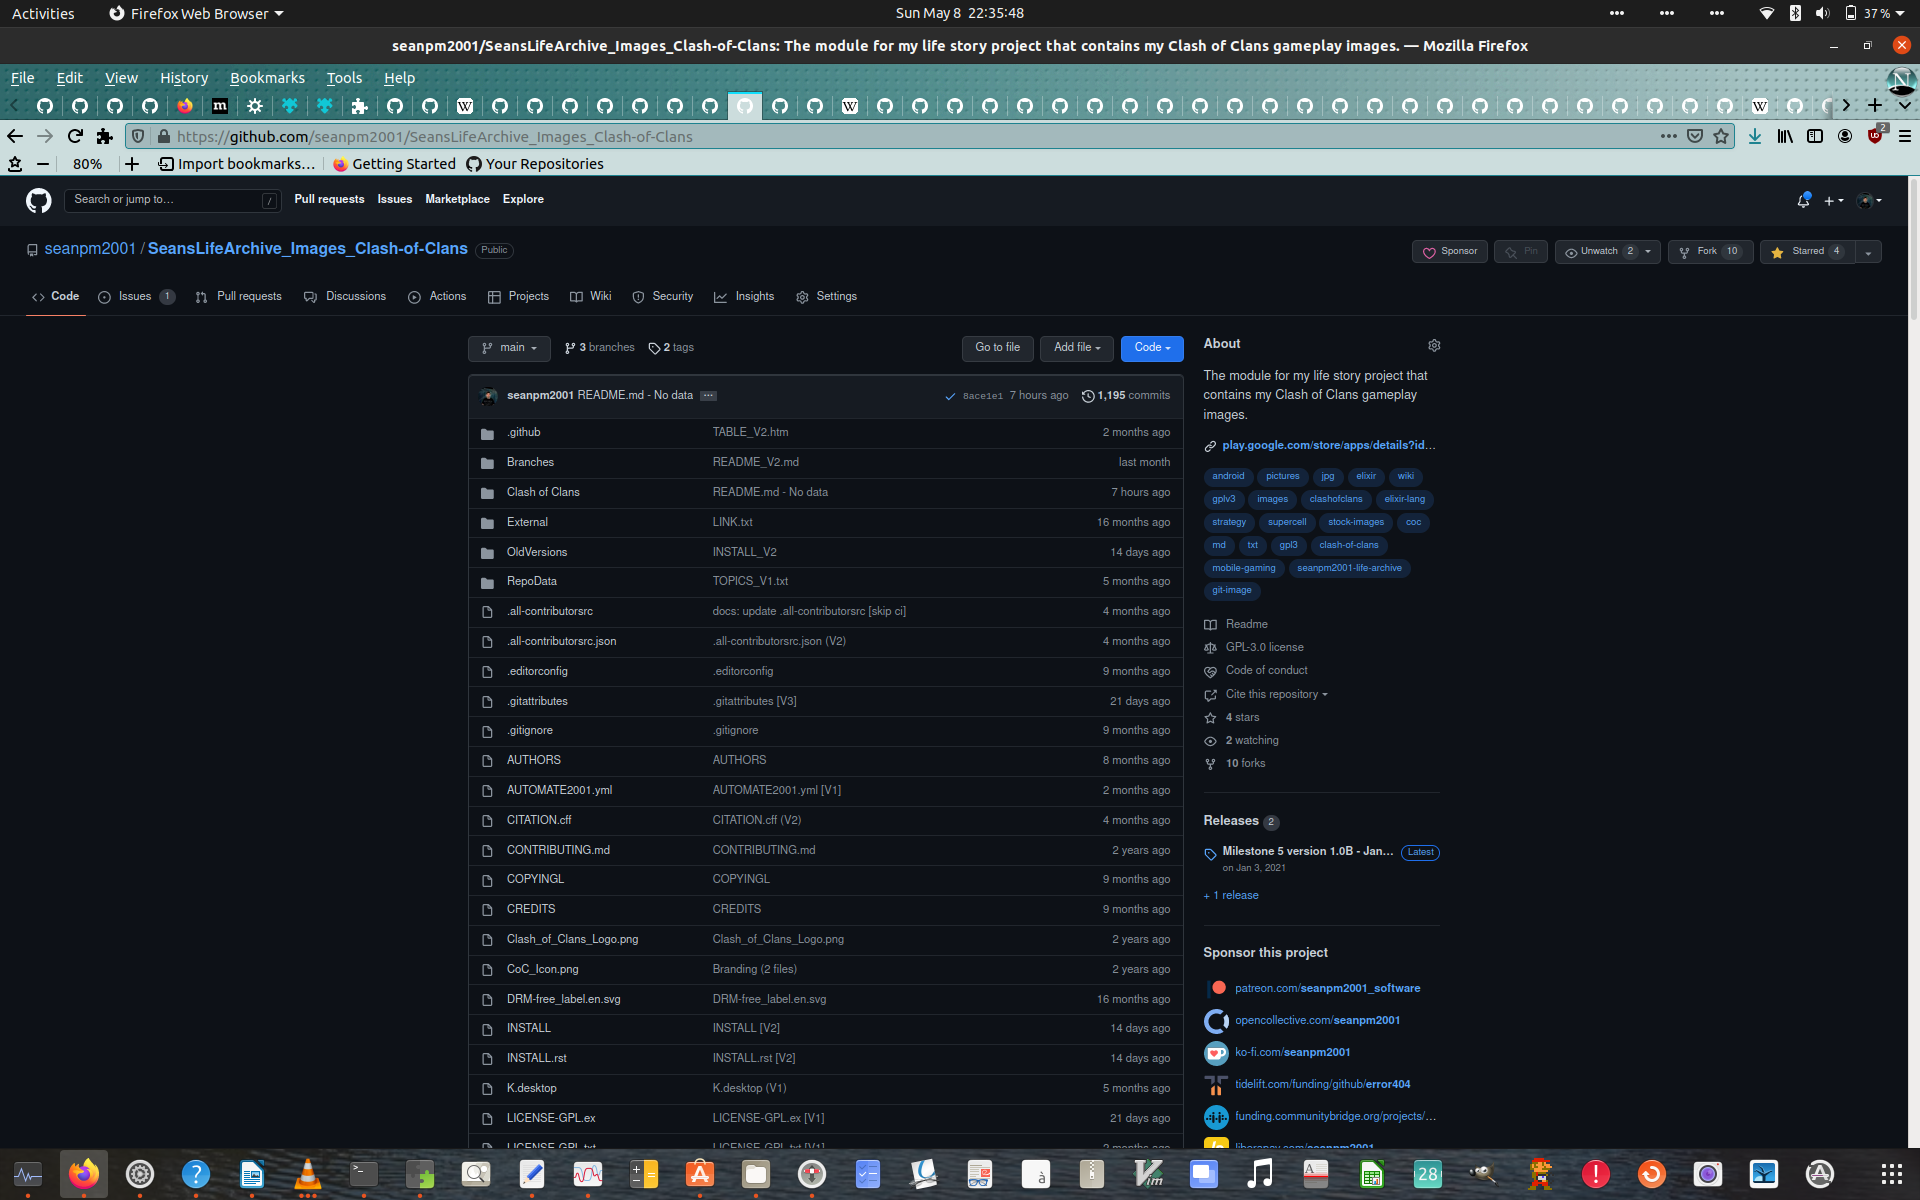 Activities Firefox Web Browser Sun May 8 22:35:48 37 %
seanpm2001/SeansLifeArchive_Images_Clash-of-Clans: The module for my life story project that contains my Clash of Clans gameplay images. — Mozilla Firefox
File Edit View History Bookmarks Tools Help
https://github.com/seanpm2001/SeansLifeArchive_Images_Clash-of-Clans 2
80% Import bookmarks… Getting Started Your Repositories
Search or jump to… / Pull requests Issues Marketplace Explore
seanpm2001 / SeansLifeArchive_Images_Clash-of-Clans Public
Sponsor Pin Unwatch 2 Fork 10 Starred 4
Code Issues 1 Pull requests Discussions Actions Projects Wiki Security Insights Settings
main 3 branches 2 tags Go to file Add file Code
seanpm2001 README.md - No data ... 8ace1e1 7 hours ago 1,195 commits
.github TABLE_V2.htm 2 months ago
Branches README_V2.md last month
Clash of Clans README.md - No data 7 hours ago
External LINK.txt 16 months ago
OldVersions INSTALL_V2 14 days ago
RepoData TOPICS_V1.txt 5 months ago
.all-contributorsrc docs: update .all-contributorsrc [skip ci] 4 months ago
.all-contributorsrc.json .all-contributorsrc.json (V2) 4 months ago
.editorconfig .editorconfig 9 months ago
.gitattributes .gitattributes [V3] 21 days ago
.gitignore .gitignore 9 months ago
AUTHORS AUTHORS 8 months ago
AUTOMATE2001.yml AUTOMATE2001.yml [V1] 2 months ago
CITATION.cff CITATION.cff (V2) 4 months ago
CONTRIBUTING.md CONTRIBUTING.md 2 years ago
COPYINGL COPYINGL 9 months ago
CREDITS CREDITS 9 months ago
Clash_of_Clans_Logo.png Clash_of_Clans_Logo.png 2 years ago
CoC_Icon.png Branding (2 files) 2 years ago
DRM-free_label.en.svg DRM-free_label.en.svg 16 months ago
INSTALL INSTALL [V2] 14 days ago
INSTALL.rst INSTALL.rst [V2] 14 days ago
K.desktop K.desktop (V1) 5 months ago
LICENSE-GPL.ex LICENSE-GPL.ex [V1] 21 days ago
LICENSE-GPL.txt LICENSE-GPL.txt [V1] 2 months ago
About
The module for my life story project that
contains my Clash of Clans gameplay
images.
play.google.com/store/apps/details?id…
android pictures jpg elixir wiki
gplv3 images clashofclans elixir-lang
strategy supercell stock-images coc
md txt gpl3 clash-of-clans
mobile-gaming seanpm2001-life-archive
git-image
Readme
GPL-3.0 license
Code of conduct
Cite this repository
4 stars
2 watching
10 forks
Releases 2
Milestone 5 version 1.0B - Jan… Latest
on Jan 3, 2021
+ 1 release
Sponsor this project
patreon.com/seanpm2001_software
opencollective.com/seanpm2001
ko-fi.com/seanpm2001
tidelift.com/funding/github/error404
funding.communitybridge.org/projects/…
liberapay.com/seanpm2001
28